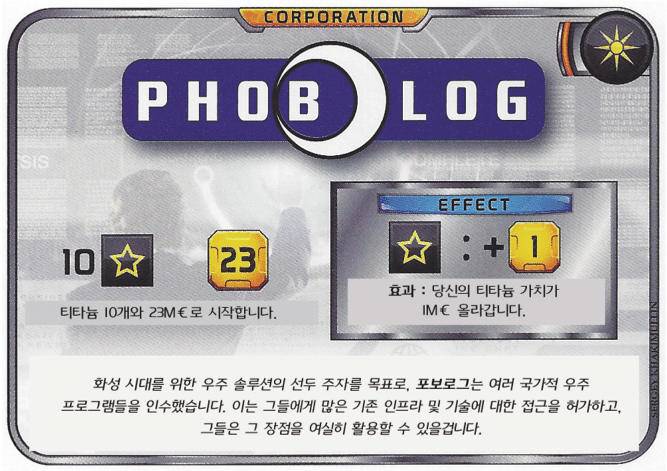 CORPORATION
PHOBOLOG
EFFECT
10 23
: + 1
티타늄 10개와 23M€로 시작합니다.
효과 : 당신의 티타늄 가치가
1M€ 올라갑니다.
화성 시대를 위한 우주 솔루션의 선두 주자를 목표로, 포보로그는 여러 국가적 우주
프로그램들을 인수했습니다. 이는 그들에게 많은 기존 인프라 및 기술에 대한 접근을 허가하고,
그들은 그 장점을 여실히 활용할 수 있을겁니다.